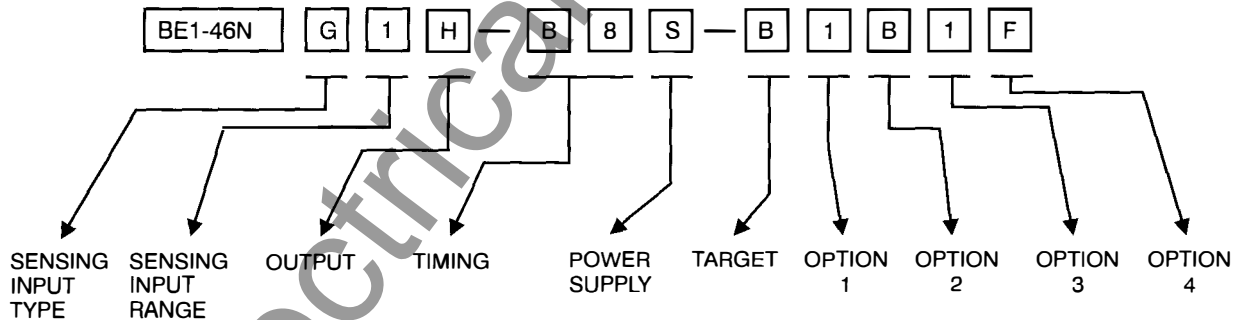 BE1-46N G 1 H — B 8 S — B 1 B 1 F
SENSING INPUT TYPE
SENSING INPUT RANGE
OUTPUT
TIMING
POWER SUPPLY
TARGET
OPTION 1
OPTION 2
OPTION 3
OPTION 4